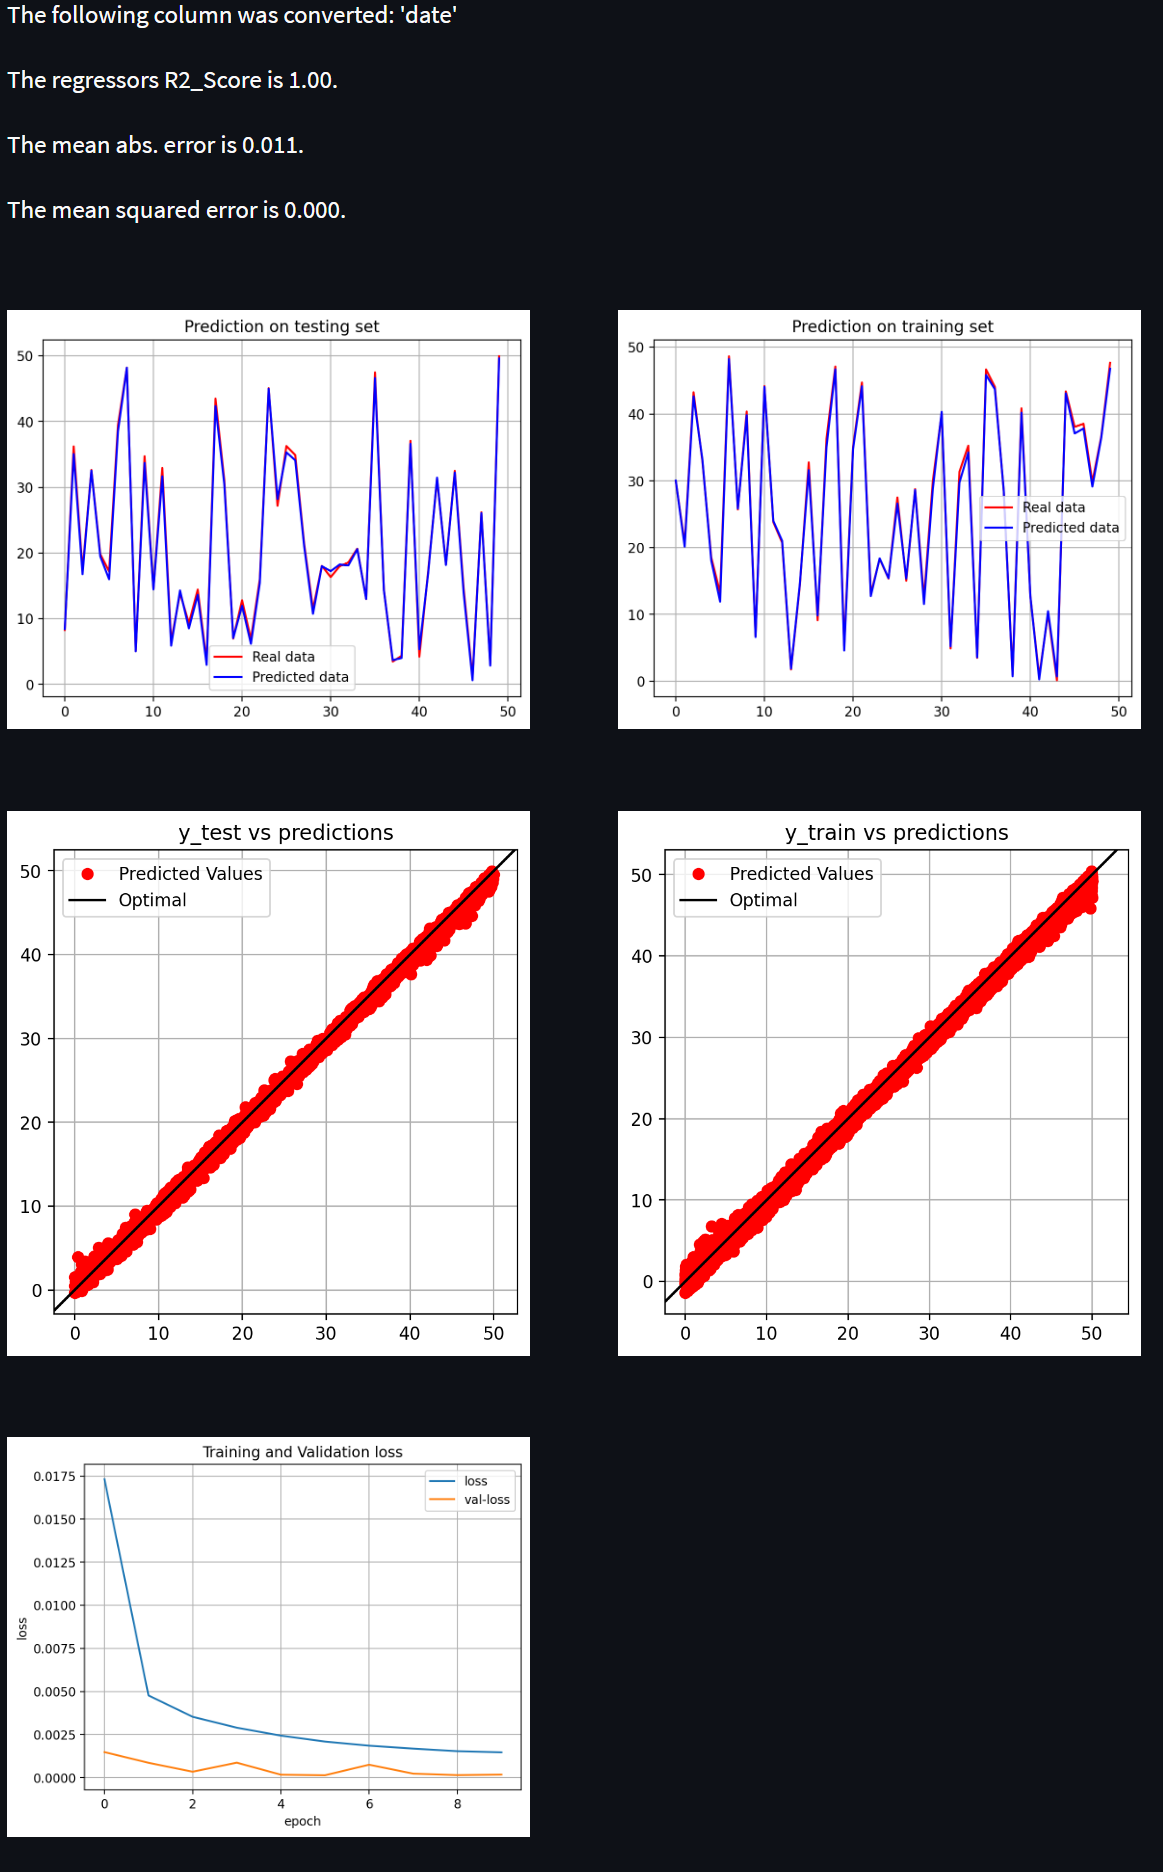 The following column was converted: 'date'
The regressors R2_Score is 1.00.
The mean abs. error is 0.011.
The mean squared error is 0.000.
Prediction on testing set
50
40
30
20
10
0
Real data
Predicted data
0 10 20 30 40 50
Prediction on training set
50
40
30
20
10
0
Real data
Predicted data
0 10 20 30 40 50
y_test vs predictions
Predicted Values
Optimal
50
40
30
20
10
0
0 10 20 30 40 50
y_train vs predictions
Predicted Values
Optimal
50
40
30
20
10
0
0 10 20 30 40 50
Training and Validation loss
loss
val-loss
0.0175
0.0150
0.0125
0.0100
0.0075
0.0050
0.0025
0.0000
loss
0 2 4 6 8
epoch